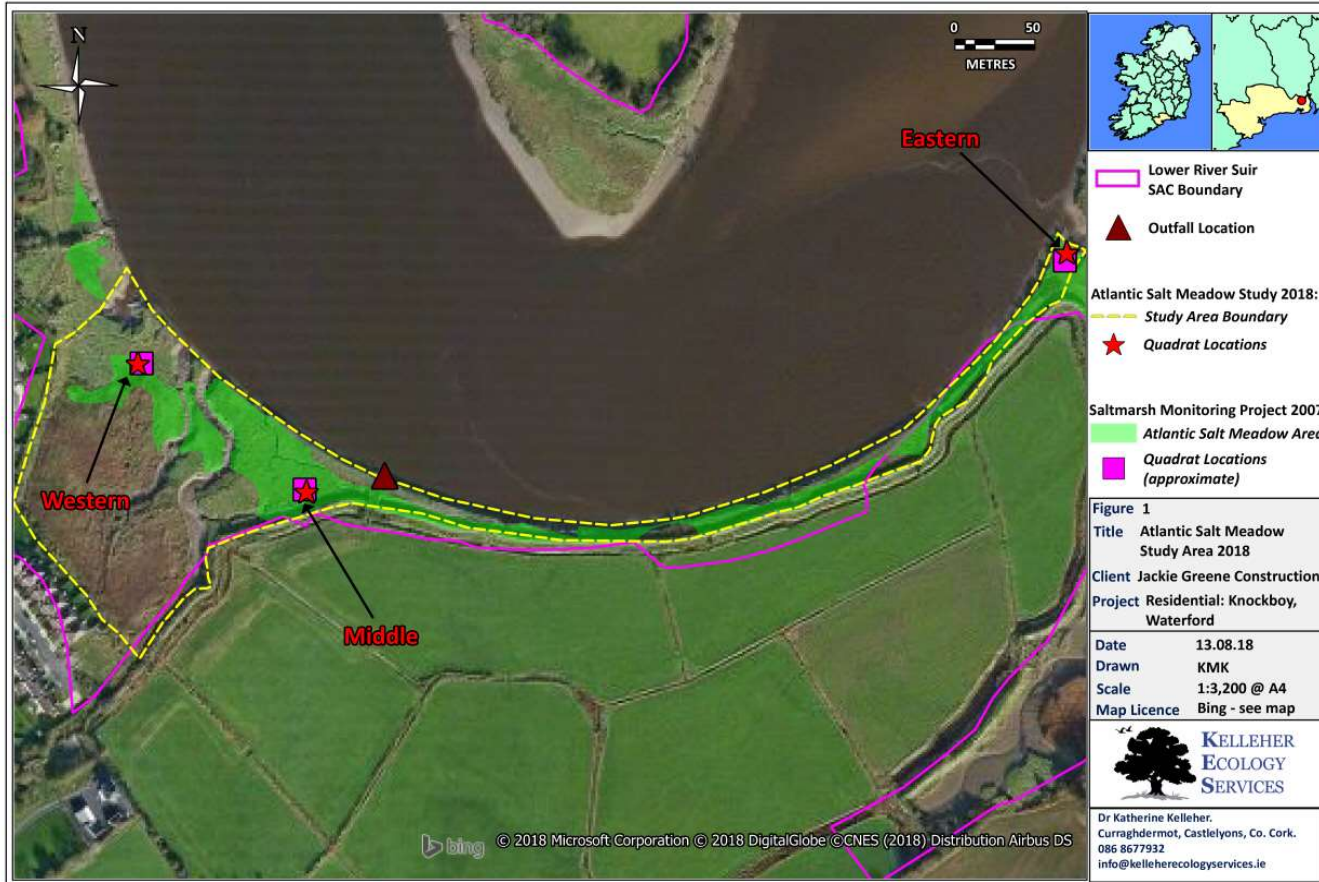 N
0 50
METRES
Eastern
Western
Middle
bing
© 2018 Microsoft Corporation © 2018 DigitalGlobe ©CNES (2018) Distribution Airbus DS
Lower River Suir
SAC Boundary
Outfall Location
Atlantic Salt Meadow Study 2018:
Study Area Boundary
Quadrat Locations
Saltmarsh Monitoring Project 2007
Atlantic Salt Meadow Area
Quadrat Locations
(approximate)
Figure 1
Title Atlantic Salt Meadow
Study Area 2018
Client Jackie Greene Construction
Project Residential: Knockboy,
Waterford
Date 13.08.18
Drawn KMK
Scale 1:3,200 @ A4
Map Licence Bing - see map
KELLEHER
ECOLOGY
SERVICES
Dr Katherine Kelleher.
Curraghdermot, Castlelyons, Co. Cork.
086 8677932
info@kelleherecologyservices.ie